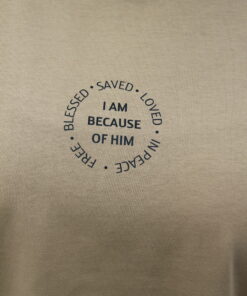 BLESSED · SAVED · LOVED · IN PEACE · FREE ·
I AM
BECAUSE
OF HIM